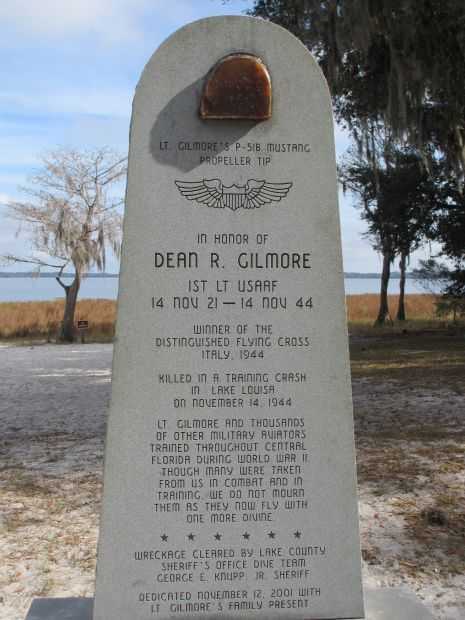 LT. GILMORE'S P-51B MUSTANG
PROPELLER TIP
IN HONOR OF
DEAN R. GILMORE
1ST LT USAAF
14 NOV 21 — 14 NOV 44
WINNER OF THE
DISTINGUISHED FLYING CROSS
ITALY, 1944
KILLED IN A TRAINING CRASH
IN LAKE LOUISA
ON NOVEMBER 14, 1944
LT. GILMORE AND THOUSANDS
OF OTHER MILITARY AVIATORS
TRAINED THROUGHOUT CENTRAL
FLORIDA DURING WORLD WAR II.
THOUGH MANY WERE TAKEN
FROM US IN COMBAT AND IN
TRAINING, WE DO NOT MOURN
THEM AS THEY NOW FLY WITH
ONE MORE DIVINE.
WRECKAGE CLEARED BY LAKE COUNTY
SHERIFF'S OFFICE DIVE TEAM
GEORGE E. KNUPP, JR. SHERIFF
DEDICATED NOVEMBER 12, 2001 WITH
LT. GILMORE'S FAMILY PRESENT